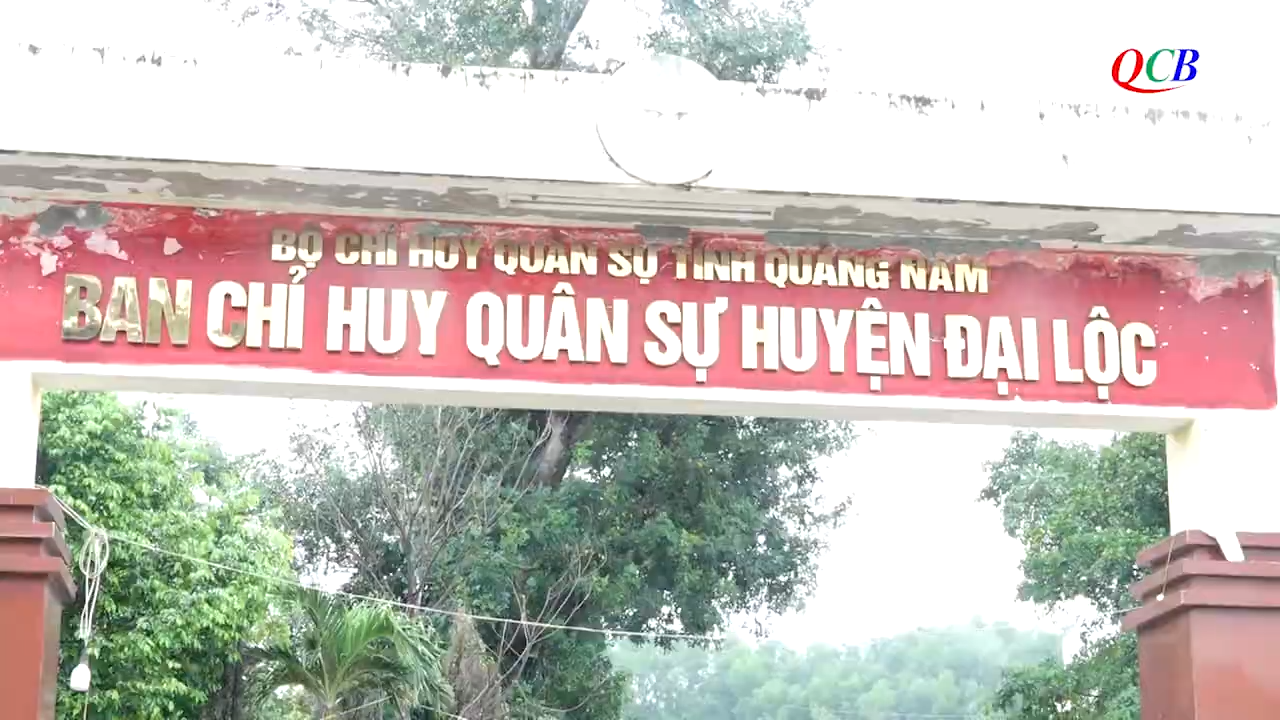 QCB
BỘ CHỈ HUY QUÂN SỰ TỈNH QUẢNG NAM
BAN CHỈ HUY QUÂN SỰ HUYỆN ĐẠI LỘC